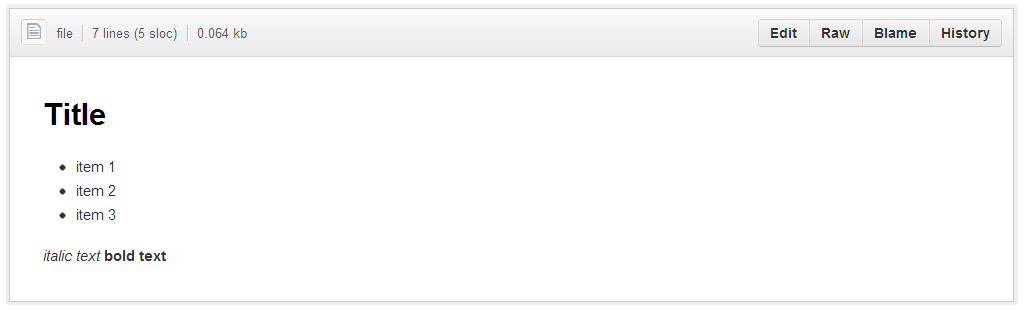 file 7 lines (5 sloc) 0.064 kb Edit Raw Blame History
Title
item 1
item 2
item 3
italic text bold text